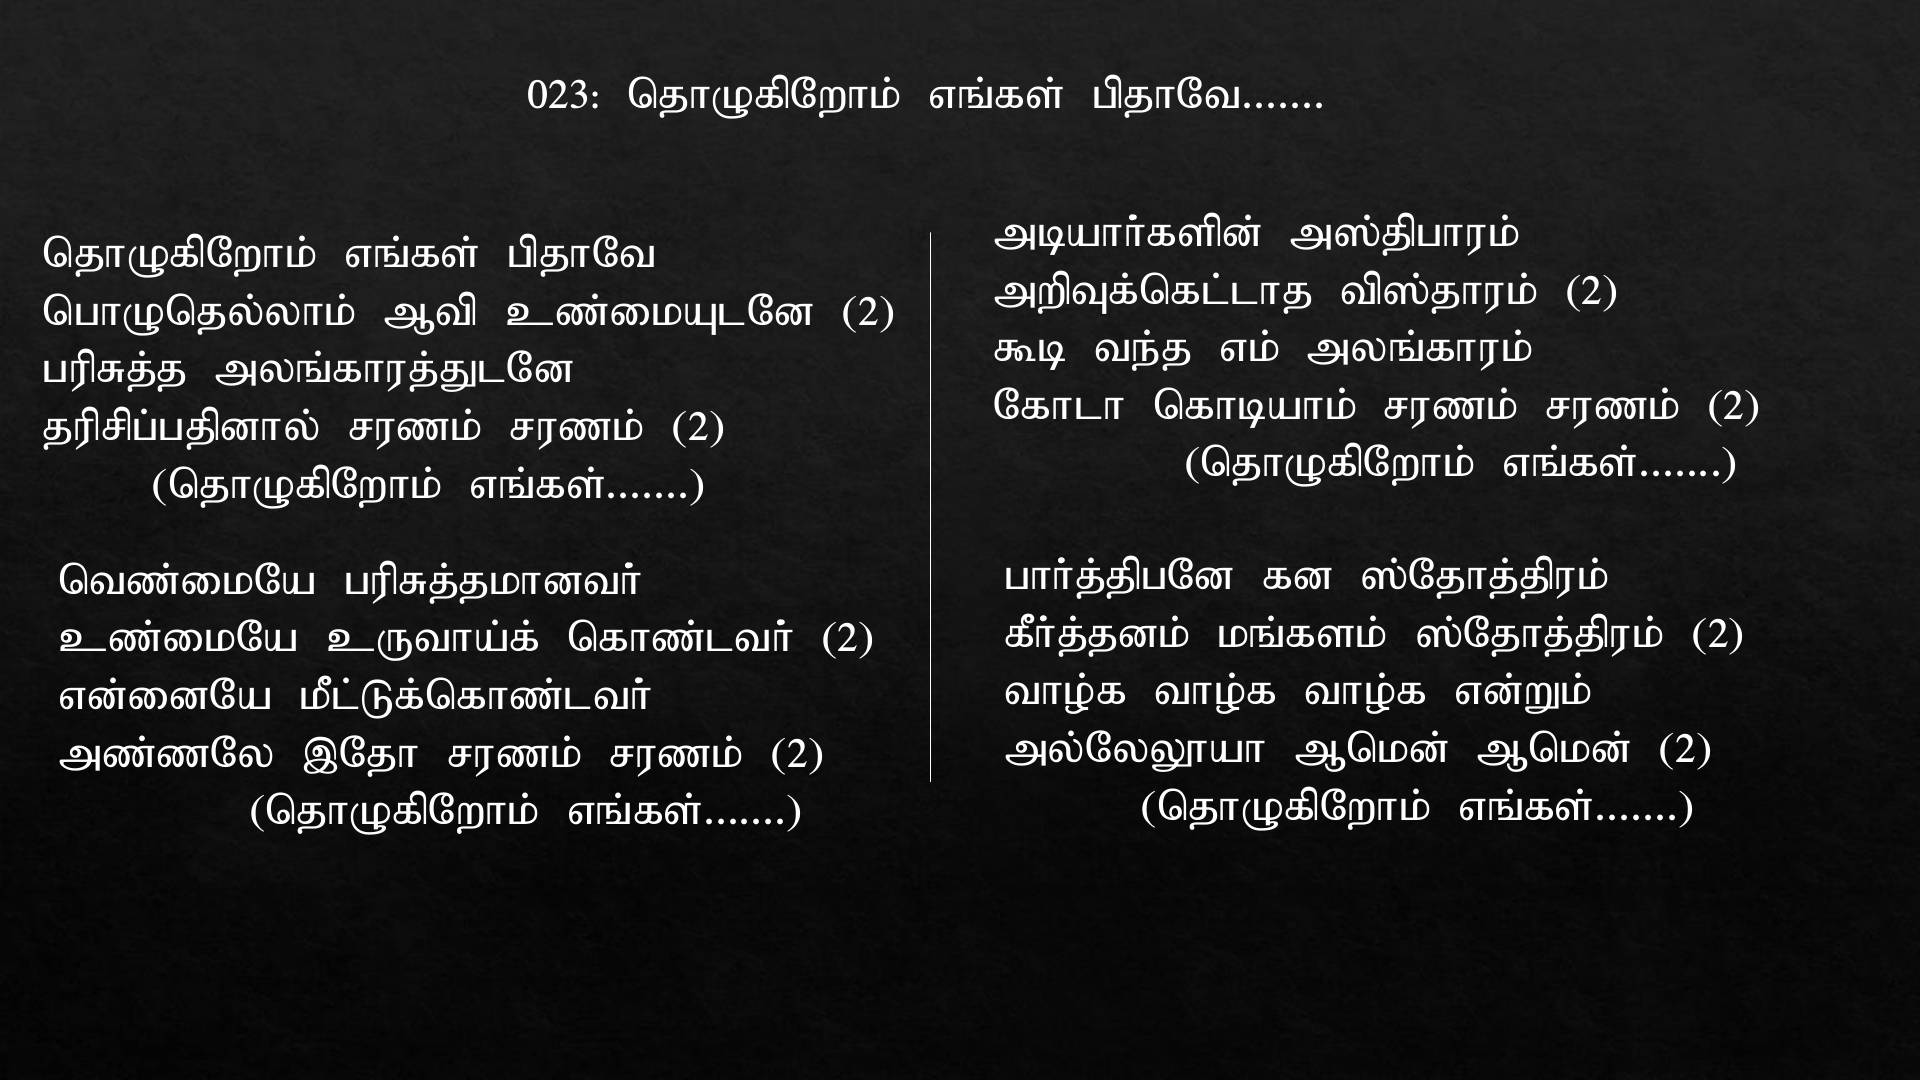 023: தொழுகிறோம் எங்கள் பிதாவே.......
தொழுகிறோம் எங்கள் பிதாவே
பொழுதெல்லாம் ஆவி உண்மையுடனே (2)
பரிசுத்த அலங்காரத்துடனே
தரிசிப்பதினால் சரணம் சரணம் (2)
(தொழுகிறோம் எங்கள்.......)
வெண்மையே பரிசுத்தமானவர்
உண்மையே உருவாய்க் கொண்டவர் (2)
என்னையே மீட்டுக்கொண்டவர்
அண்ணலே இதோ சரணம் சரணம் (2)
(தொழுகிறோம் எங்கள்.......)
அடியார்களின் அஸ்திபாரம்
அறிவுக்கெட்டாத விஸ்தாரம் (2)
கூடி வந்த எம் அலங்காரம்
கோடா கொடியாம் சரணம் சரணம் (2)
(தொழுகிறோம் எங்கள்.......)
பார்த்திபனே கன ஸ்தோத்திரம்
கீர்த்தனம் மங்களம் ஸ்தோத்திரம் (2)
வாழ்க வாழ்க வாழ்க என்றும்
அல்லேலூயா ஆமென் ஆமென் (2)
(தொழுகிறோம் எங்கள்.......)